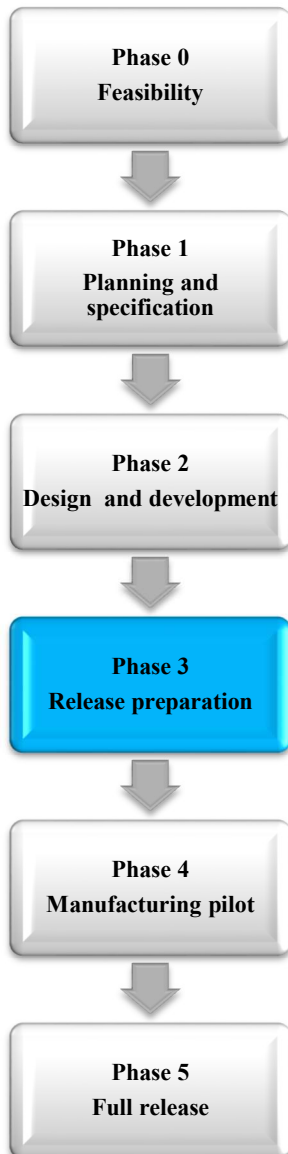 Phase 0
Feasibility
Phase 1
Planning and
specification
Phase 2
Design and development
Phase 3
Release preparation
Phase 4
Manufacturing pilot
Phase 5
Full release